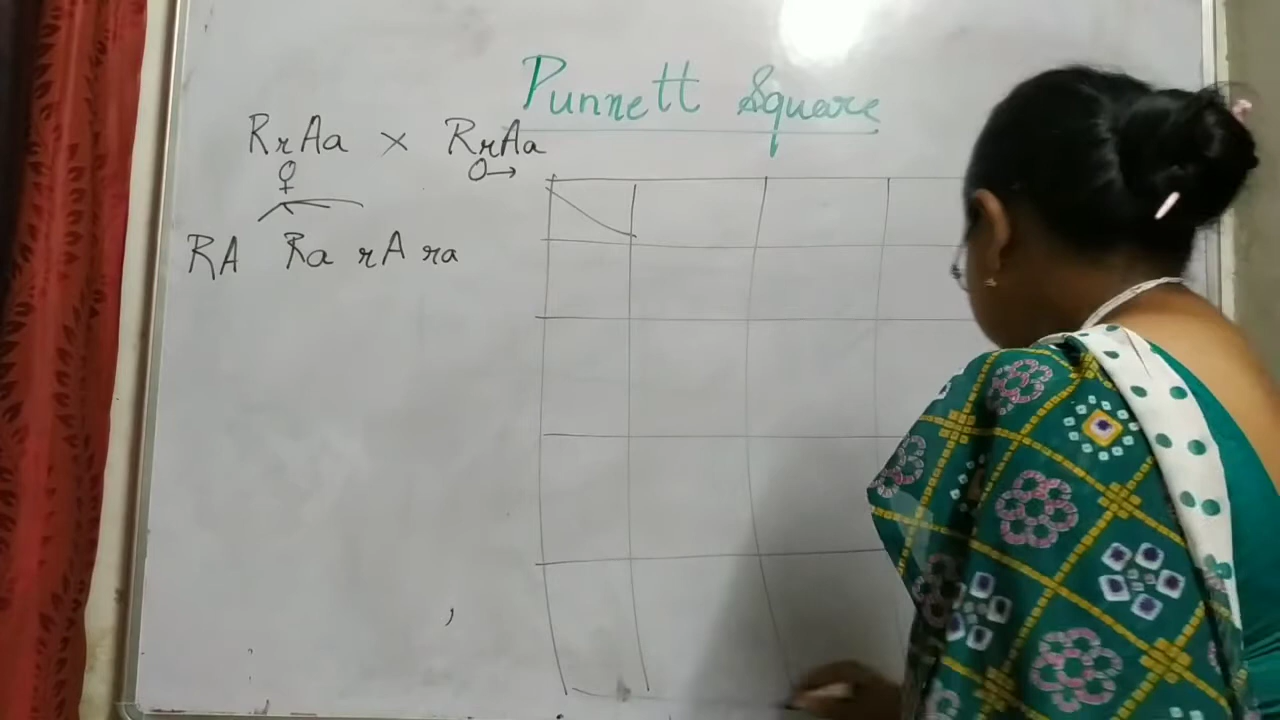 Punnett Square
RrAa × RrAa
♀ ♂
RA Ra rA ra